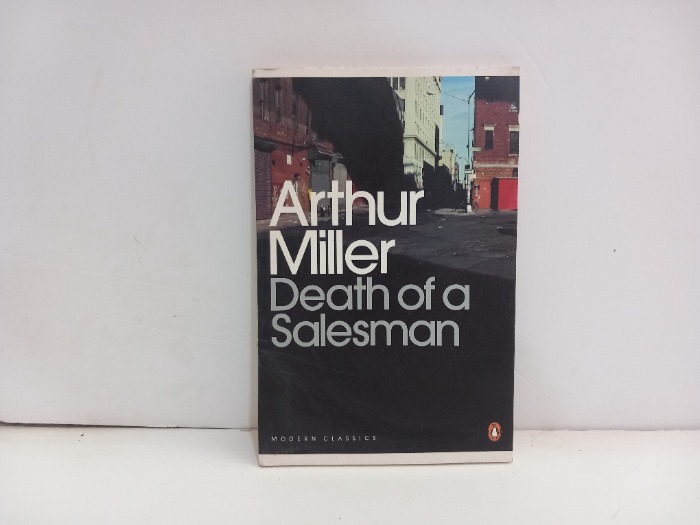 Arthur
Miller
Death of a
Salesman
MODERN CLASSICS